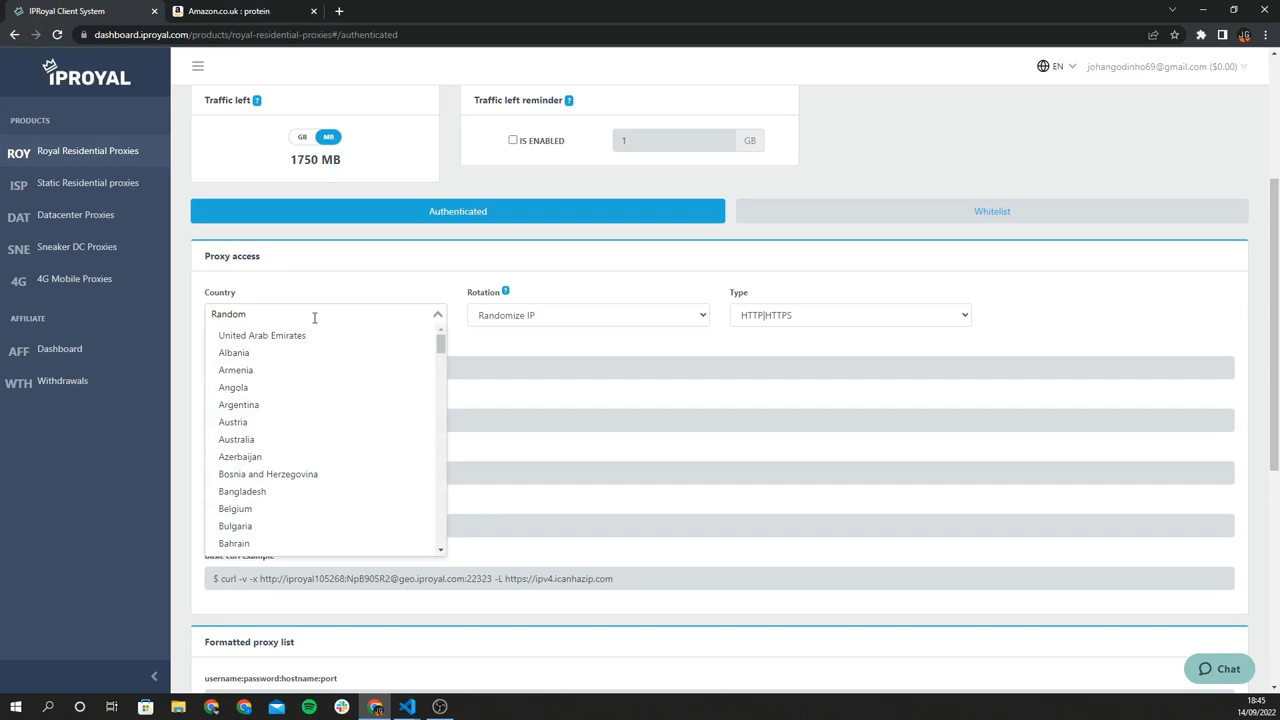 IPRoyal Client System
Amazon.co.uk : proxy
dashboard.iproyal.com/products/royal-residential-proxies#/authenticated
JG
IPROYAL
EN
johangodinho69@gmail.com ($0.00)
PRODUCTS
ROY Royal Residential Proxies
ISP Static Residential proxies
DAT Datacenter Proxies
SNE Sneaker DC Proxies
4G 4G Mobile Proxies
AFFILIATE
AFF Dashboard
WTH Withdrawals
Traffic left ?
GB MB
1750 MB
Traffic left reminder ?
IS ENABLED 1 GB
Authenticated
Whitelist
Proxy access
Country
Random
United Arab Emirates
Albania
Armenia
Angola
Argentina
Austria
Australia
Azerbaijan
Bosnia and Herzegovina
Bangladesh
Belgium
Bulgaria
Bahrain
Rotation ?
Randomize IP
Type
HTTP|HTTPS
Basic curl example
$ curl -v -x http://iproyal105268:NpB905R2@geo.iproyal.com:22323 -L https://ipv4.icanhazip.com
Formatted proxy list
username:password:hostname:port
Chat
18:45
14/09/2022